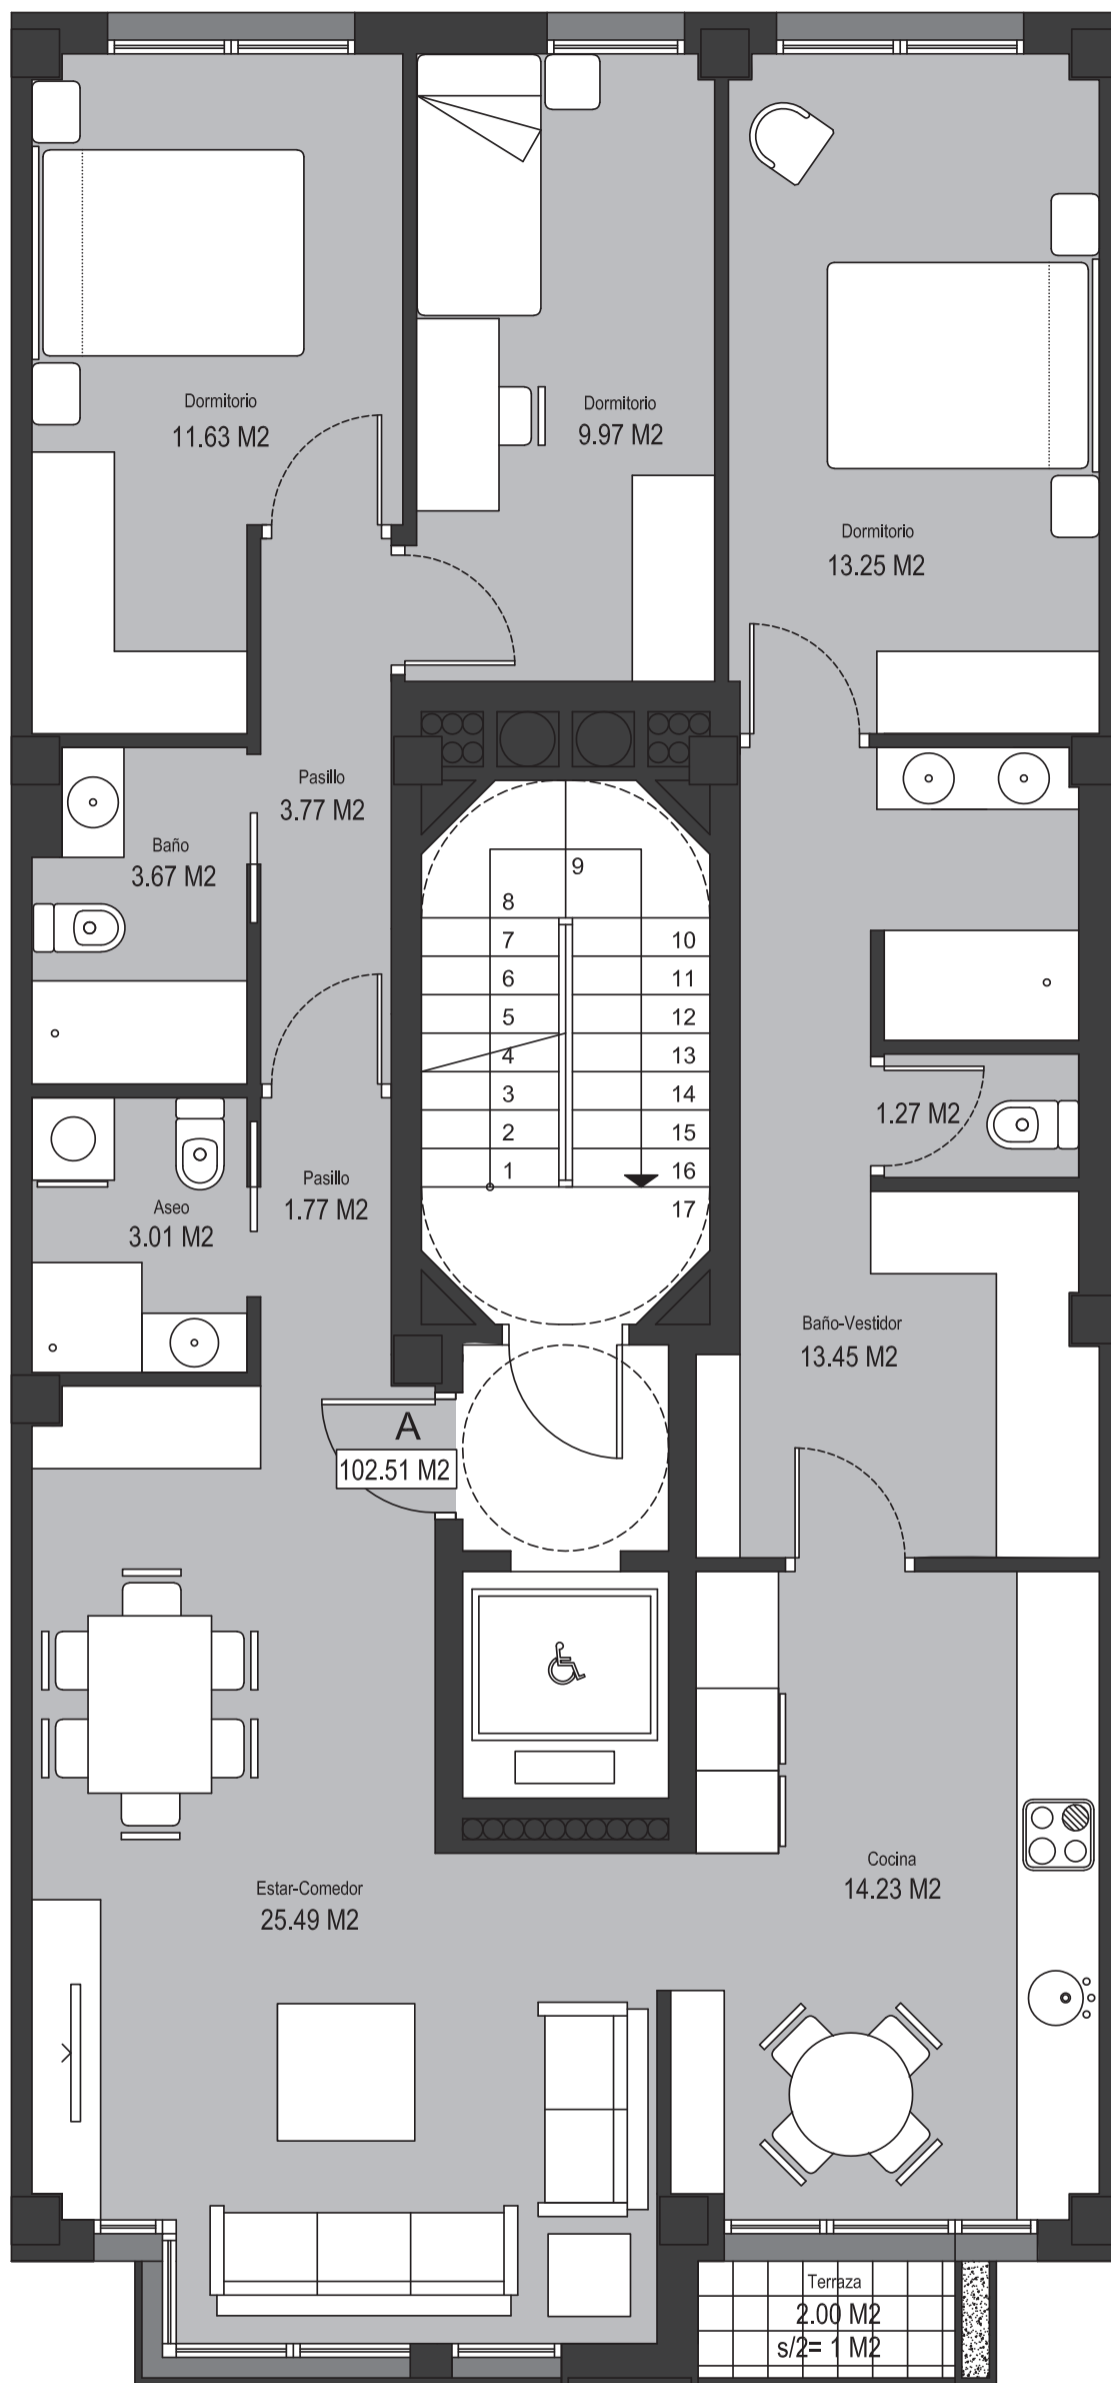 Dormitorio
11.63 M2
Dormitorio
9.97 M2
Dormitorio
13.25 M2
Pasillo
3.77 M2
Baño
3.67 M2
9
8
7
6
5
4
3
2
1
10
11
12
13
14
15
16
17
1.27 M2
Pasillo
1.77 M2
Aseo
3.01 M2
Baño-Vestidor
13.45 M2
A
102.51 M2
Cocina
14.23 M2
Estar-Comedor
25.49 M2
Terraza
2.00 M2
s/2= 1 M2